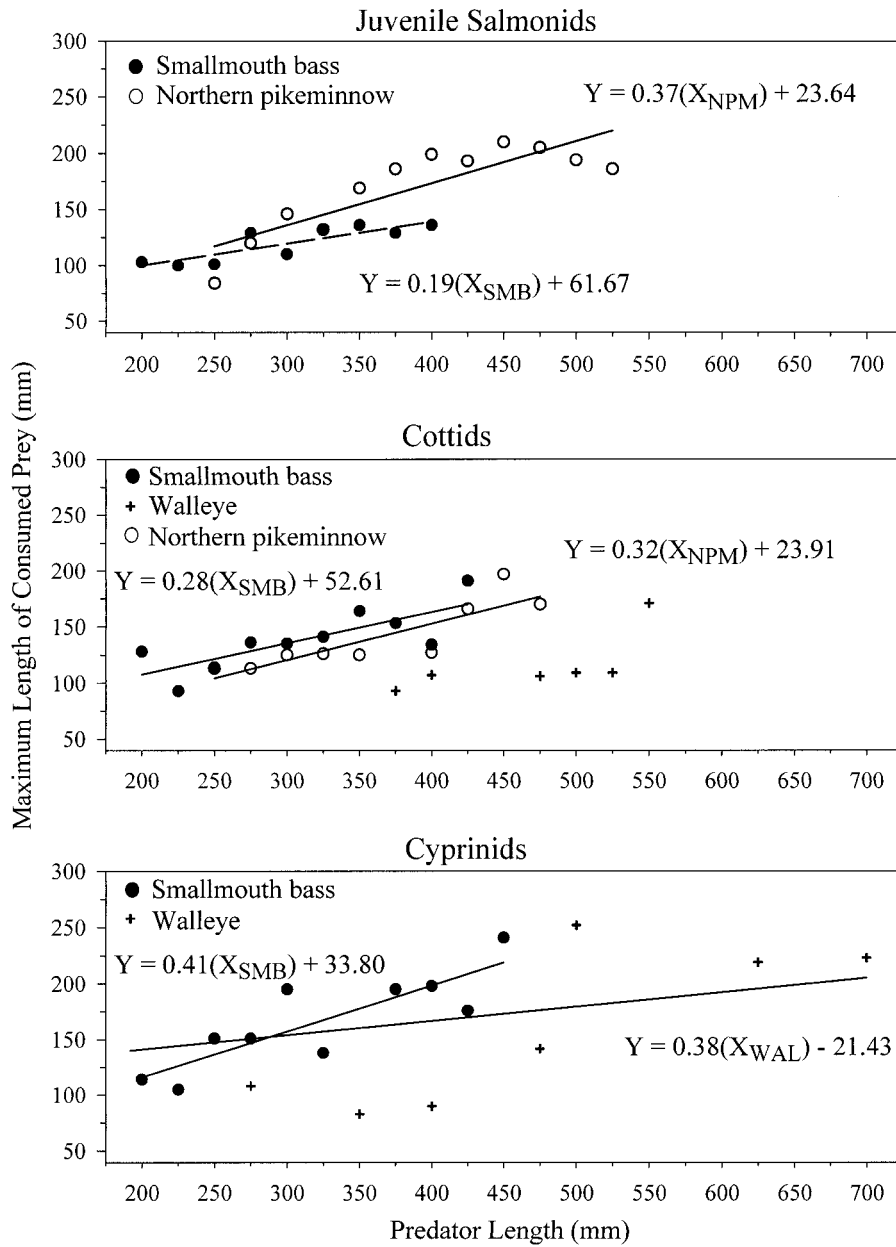 Juvenile Salmonids
300
250
200
150
100
50
Smallmouth bass
Northern pikeminnow
Y = 0.37(X_NPM) + 23.64
Y = 0.19(X_SMB) + 61.67
200 250 300 350 400 450 500 550 600 650 700
Maximum Length of Consumed Prey (mm)
Cottids
300
250
200
150
100
50
Smallmouth bass
Walleye
Northern pikeminnow
Y = 0.32(X_NPM) + 23.91
Y = 0.28(X_SMB) + 52.61
200 250 300 350 400 450 500 550 600 650 700
Cyprinids
300
250
200
150
100
50
Smallmouth bass
Walleye
Y = 0.41(X_SMB) + 33.80
Y = 0.38(X_WAL) - 21.43
200 250 300 350 400 450 500 550 600 650 700
Predator Length (mm)